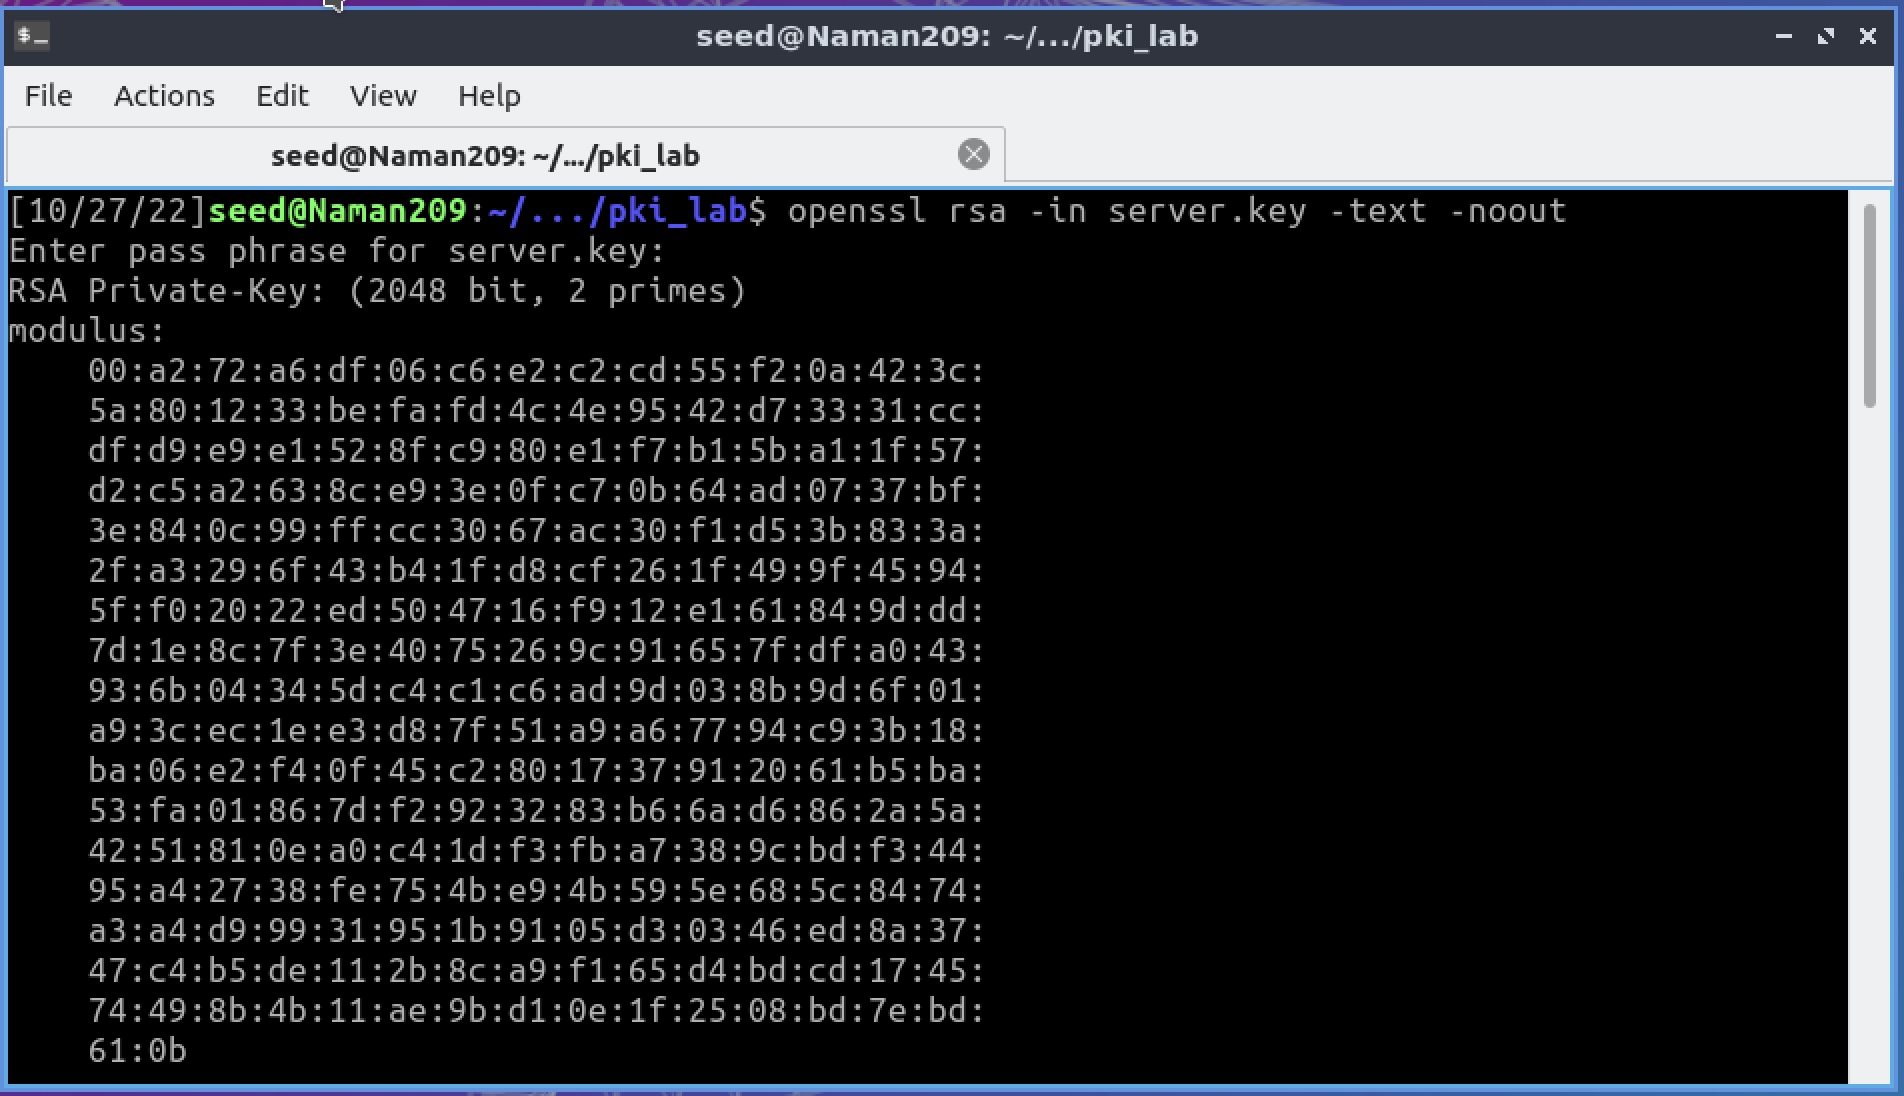 seed@Naman209: ~/.../pki_lab
File Actions Edit View Help
seed@Naman209: ~/.../pki_lab
[10/27/22]seed@Naman209:~/.../pki_lab$ openssl rsa -in server.key -text -noout
Enter pass phrase for server.key:
RSA Private-Key: (2048 bit, 2 primes)
modulus:
00:a2:72:a6:df:06:c6:e2:c2:cd:55:f2:0a:42:3c:
5a:80:12:33:be:fa:fd:4c:4e:95:42:d7:33:31:cc:
df:d9:e9:e1:52:8f:c9:80:e1:f7:b1:5b:a1:1f:57:
d2:c5:a2:63:8c:e9:3e:0f:c7:0b:64:ad:07:37:bf:
3e:84:0c:99:ff:cc:30:67:ac:30:f1:d5:3b:83:3a:
2f:a3:29:6f:43:b4:1f:d8:cf:26:1f:49:9f:45:94:
5f:f0:20:22:ed:50:47:16:f9:12:e1:61:84:9d:dd:
7d:1e:8c:7f:3e:40:75:26:9c:91:65:7f:df:a0:43:
93:6b:04:34:5d:c4:c1:c6:ad:9d:03:8b:9d:6f:01:
a9:3c:ec:1e:e3:d8:7f:51:a9:a6:77:94:c9:3b:18:
ba:06:e2:f4:0f:45:c2:80:17:37:91:20:61:b5:ba:
53:fa:01:86:7d:f2:92:32:83:b6:6a:d6:86:2a:5a:
42:51:81:0e:a0:c4:1d:f3:fb:a7:38:9c:bd:f3:44:
95:a4:27:38:fe:75:4b:e9:4b:59:5e:68:5c:84:74:
a3:a4:d9:99:31:95:1b:91:05:d3:03:46:ed:8a:37:
47:c4:b5:de:11:2b:8c:a9:f1:65:d4:bd:cd:17:45:
74:49:8b:4b:11:ae:9b:d1:0e:1f:25:08:bd:7e:bd:
61:0b